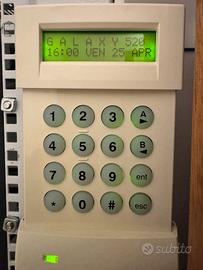 GALAXY 520
16:00 VEN 25 APR
1 2 3 A
4 5 6 B
7 8 9 ent
* 0 # esc
subito